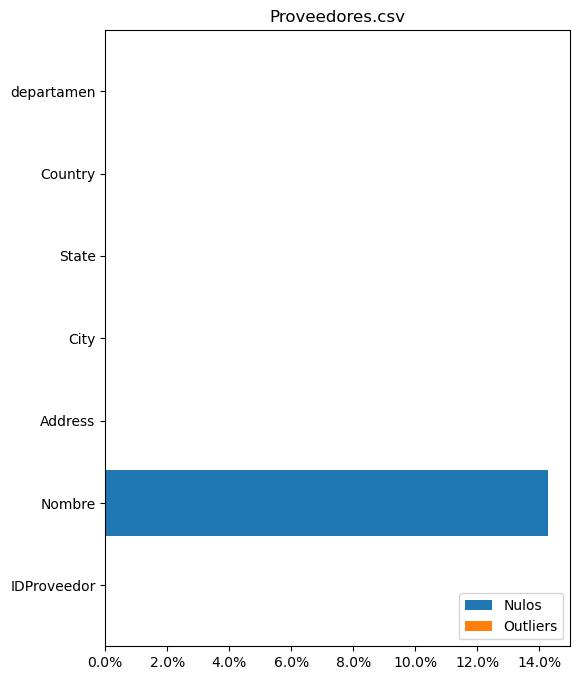 Proveedores.csv
departamen
Country
State
City
Address
Nombre
IDProveedor
Nulos
Outliers
0.0% 2.0% 4.0% 6.0% 8.0% 10.0% 12.0% 14.0%